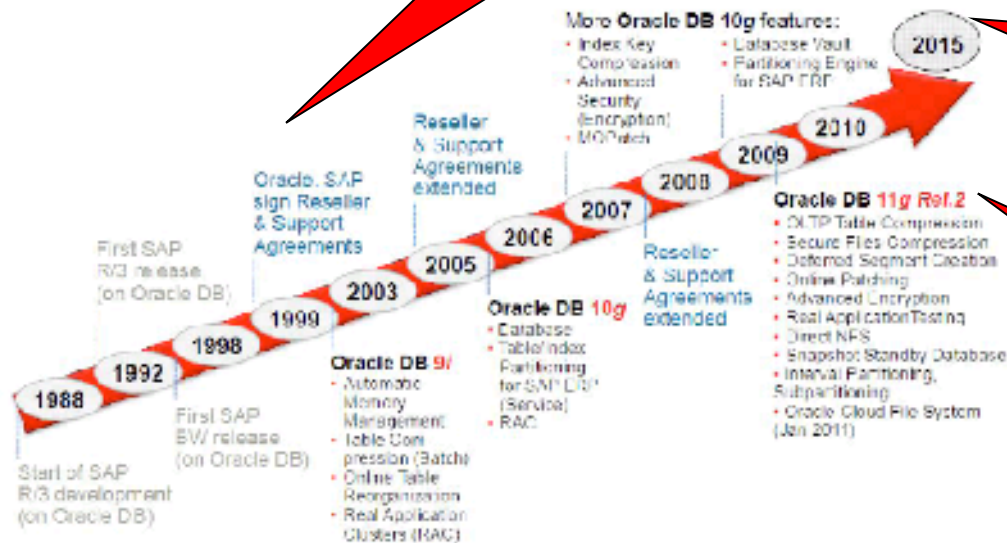 More Oracle DB 10g features:
• Index Key
Compression
• Advanced
Security
(Encryption)
• MOPatch
• Database Vault
• Partitioning Engine
for SAP ERP
2015
2010
2009
2008
2007
2006
2005
2003
1999
1998
1992
1988
Reseller
& Support
Agreements
extended
Oracle, SAP
sign Reseller
& Support
Agreements
First SAP
R/3 release
(on Oracle DB)
Start of SAP
R/3 development
(on Oracle DB)
First SAP
BW release
(on Oracle DB)
Oracle DB 9i
• Automatic
Memory
Management
• Table Com
pression (Batch)
• Online Table
Reorganization
• Real Application
Clusters (RAC)
Oracle DB 10g
• Database
• Table/Index
Partitioning
for SAP ERP
(Service)
• RAC
Reseller
& Support
Agreements
extended
Oracle DB 11g Rel.2
• OLTP Table Compression
• Secure Files Compression
• Deferred Segment Creation
• Online Patching
• Advanced Encryption
• Real Application Testing
• Direct NFS
• Snapshot Standby Database
• Interval Partitioning,
Subpartitioning
• Oracle Cloud File System
(Jan 2011)